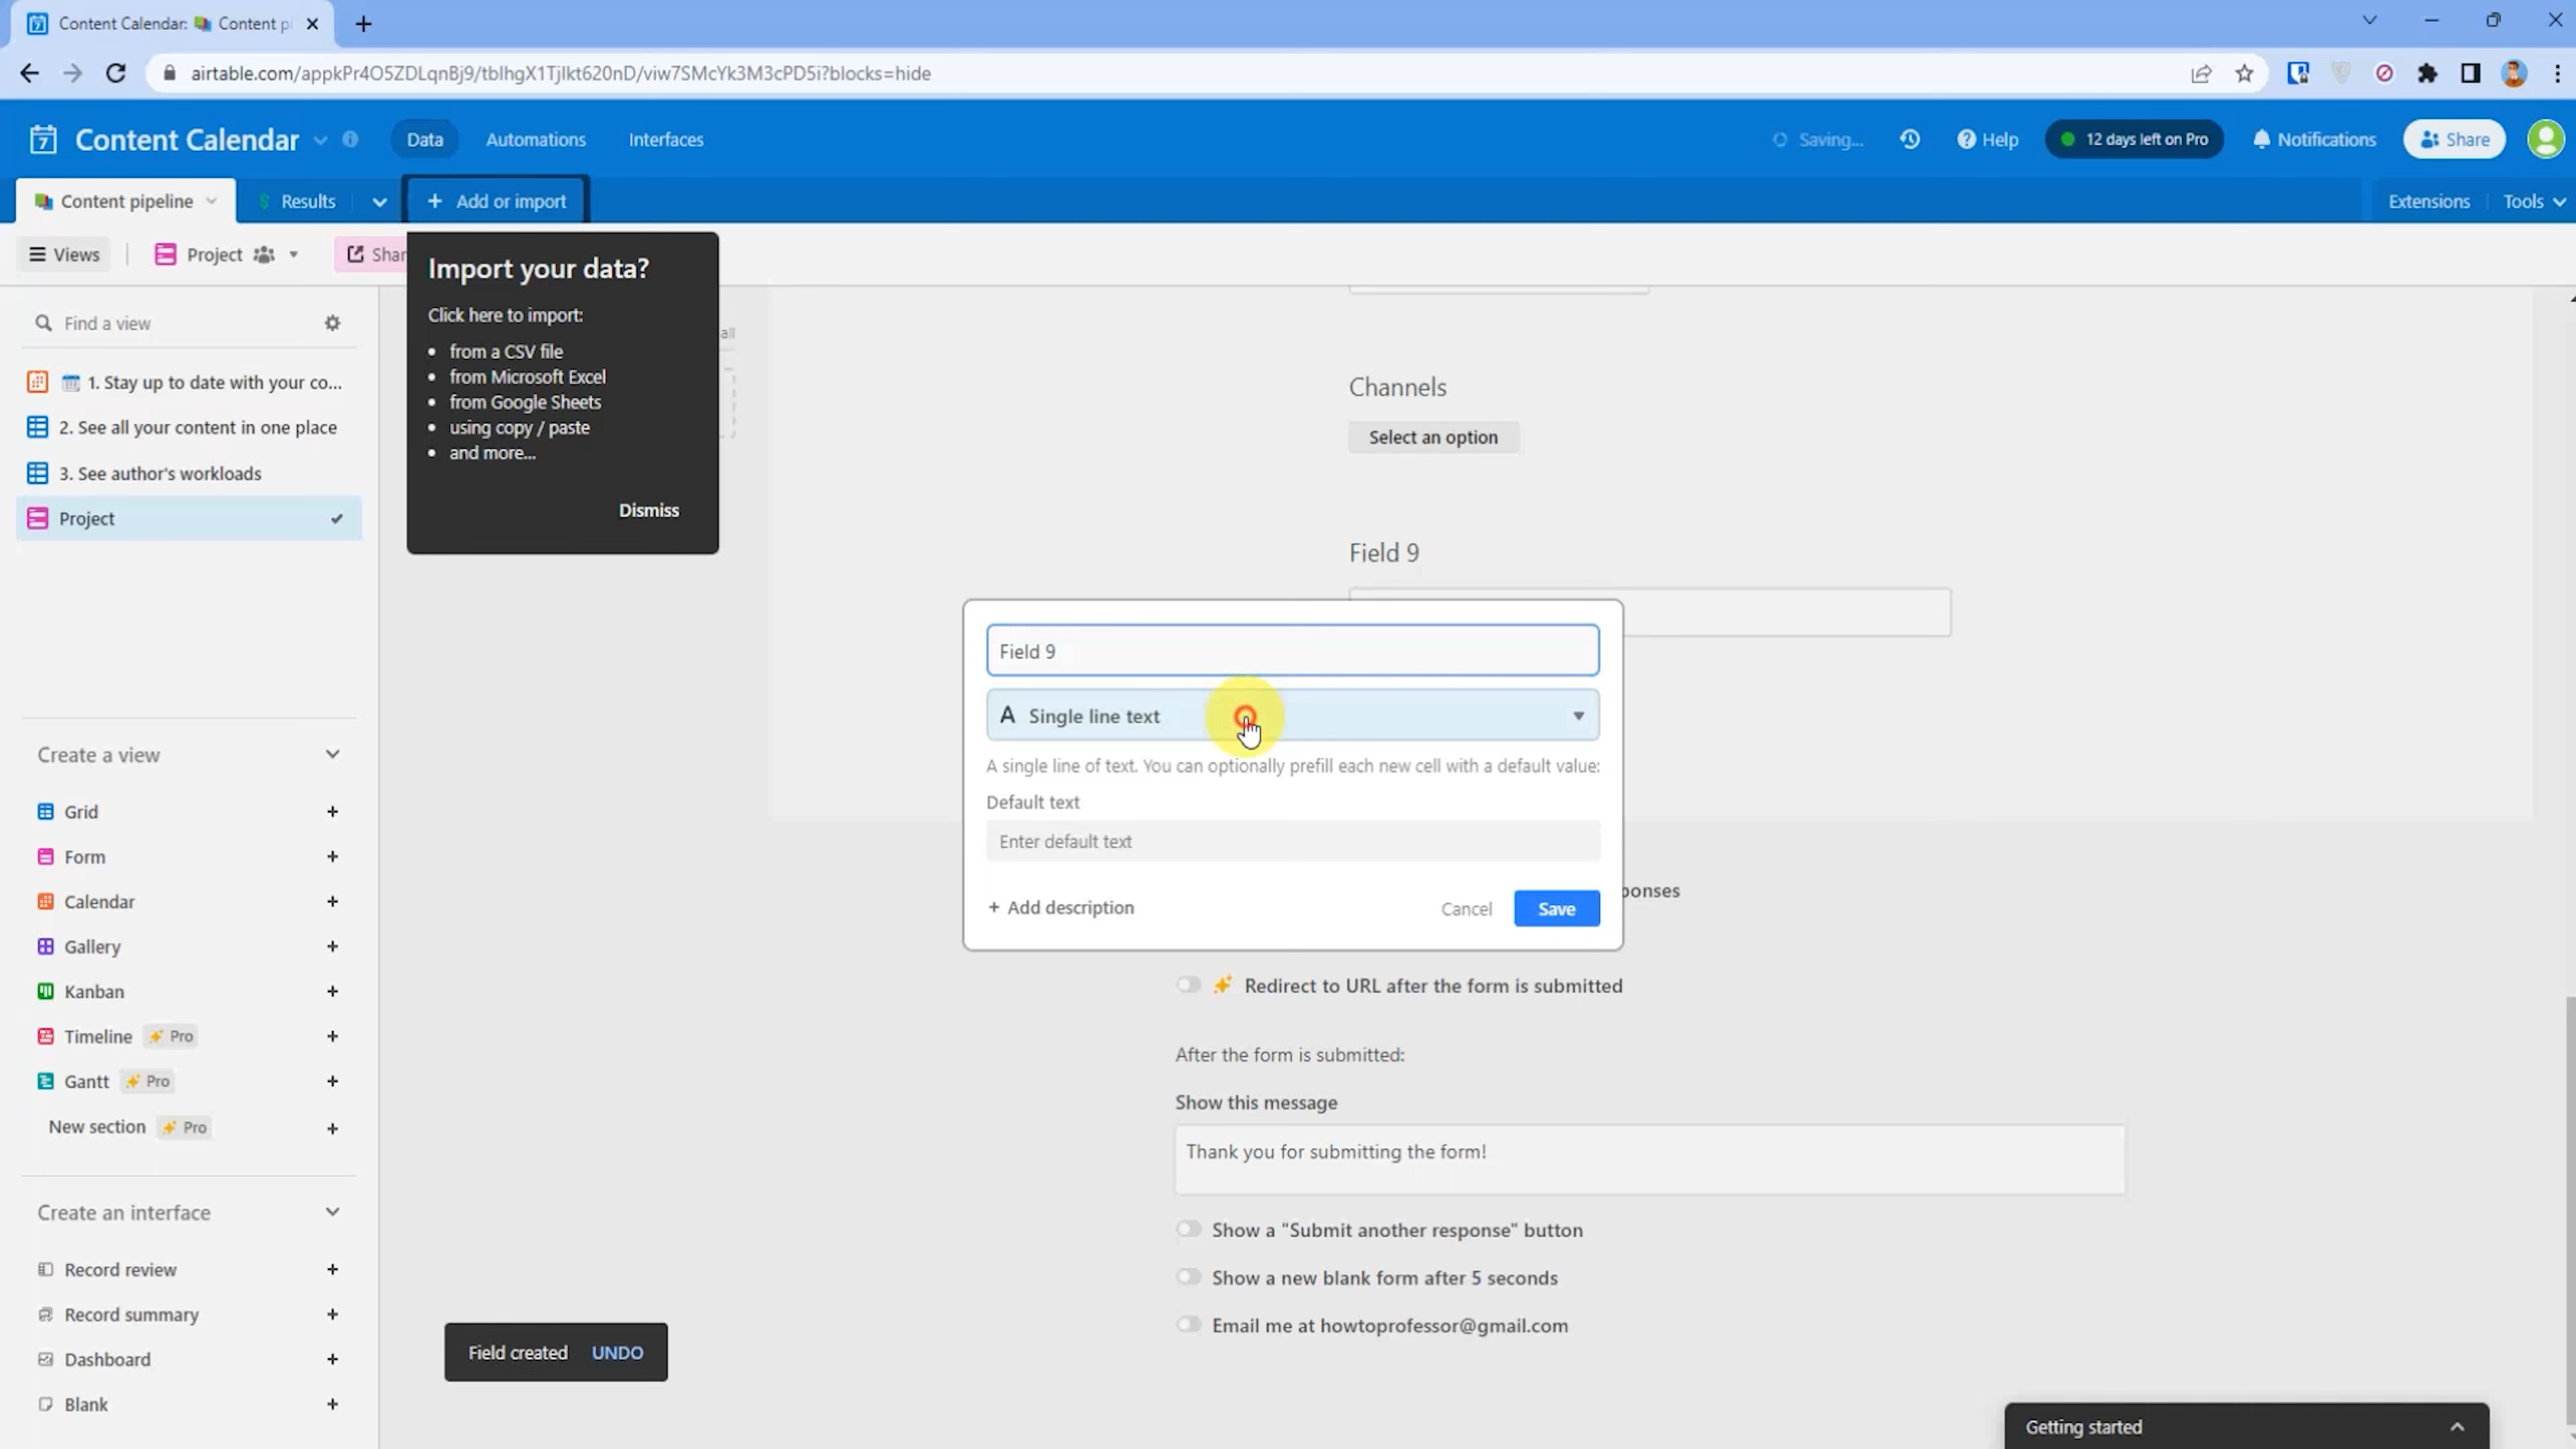 Content Calendar: Content pi
airtable.com/appkPr4O5ZDLqnBj9/tblhgX1Tjlkt620nD/viw7SMcYk3M3cPD5i?blocks=hide
Content Calendar
Data
Automations
Interfaces
Saving...
Help
12 days left on Pro
Notifications
Share
Content pipeline
Results
+ Add or import
Extensions
Tools
Views
Project
Shar
Import your data?
Click here to import:
• from a CSV file
• from Microsoft Excel
• from Google Sheets
• using copy / paste
• and more...
Dismiss
all
Find a view
1. Stay up to date with your co...
2. See all your content in one place
3. See author's workloads
Project
Create a view
Grid +
Form +
Calendar +
Gallery +
Kanban +
Timeline Pro +
Gantt Pro +
New section Pro +
Create an interface
Record review +
Record summary +
Dashboard +
Blank +
Channels
Select an option
Field 9
Field 9
A Single line text
A single line of text. You can optionally prefill each new cell with a default value:
Default text
Enter default text
+ Add description
Cancel
Save
ponses
Redirect to URL after the form is submitted
After the form is submitted:
Show this message
Thank you for submitting the form!
Show a "Submit another response" button
Show a new blank form after 5 seconds
Email me at howtoprofessor@gmail.com
Field created UNDO
Getting started